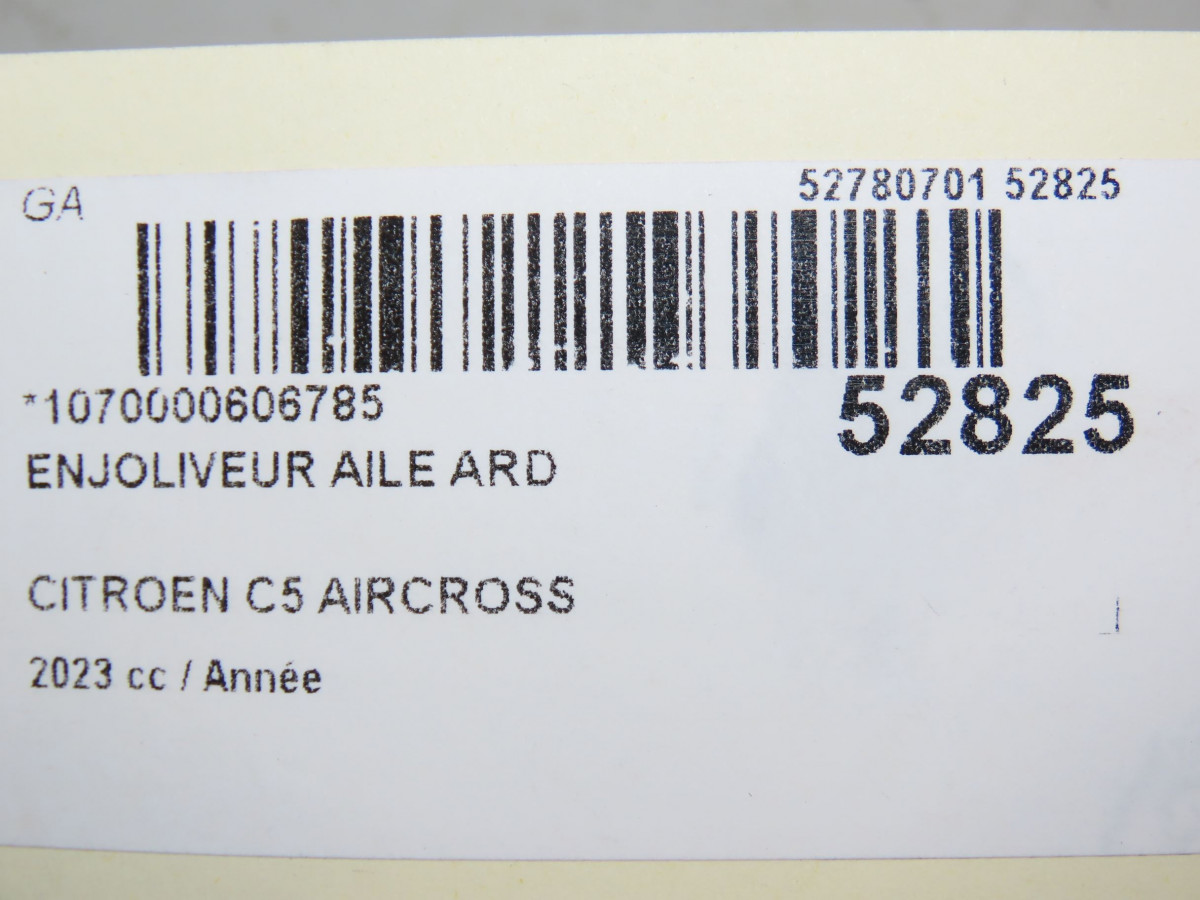 GA
52780701 52825
*1070000606785
52825
ENJOLIVEUR AILE ARD
CITROEN C5 AIRCROSS
2023 cc / Année